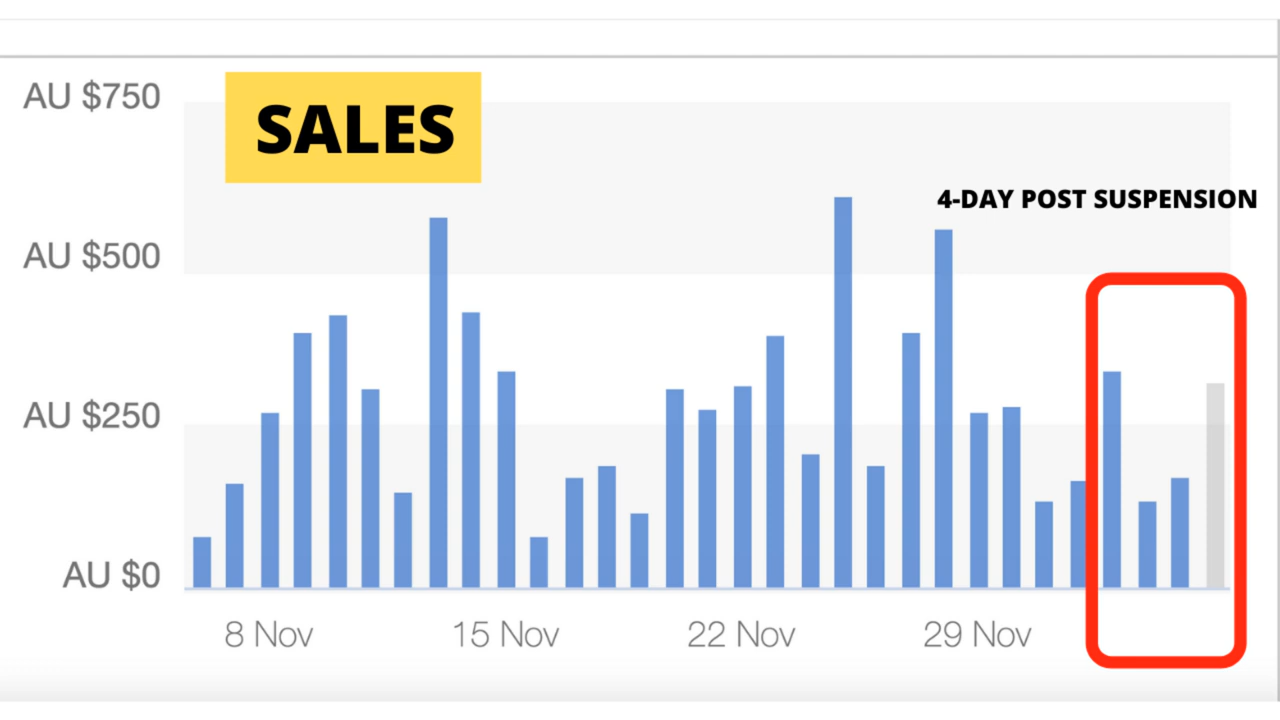 AU $750
SALES
4-DAY POST SUSPENSION
AU $500
AU $250
AU $0
8 Nov 15 Nov 22 Nov 29 Nov